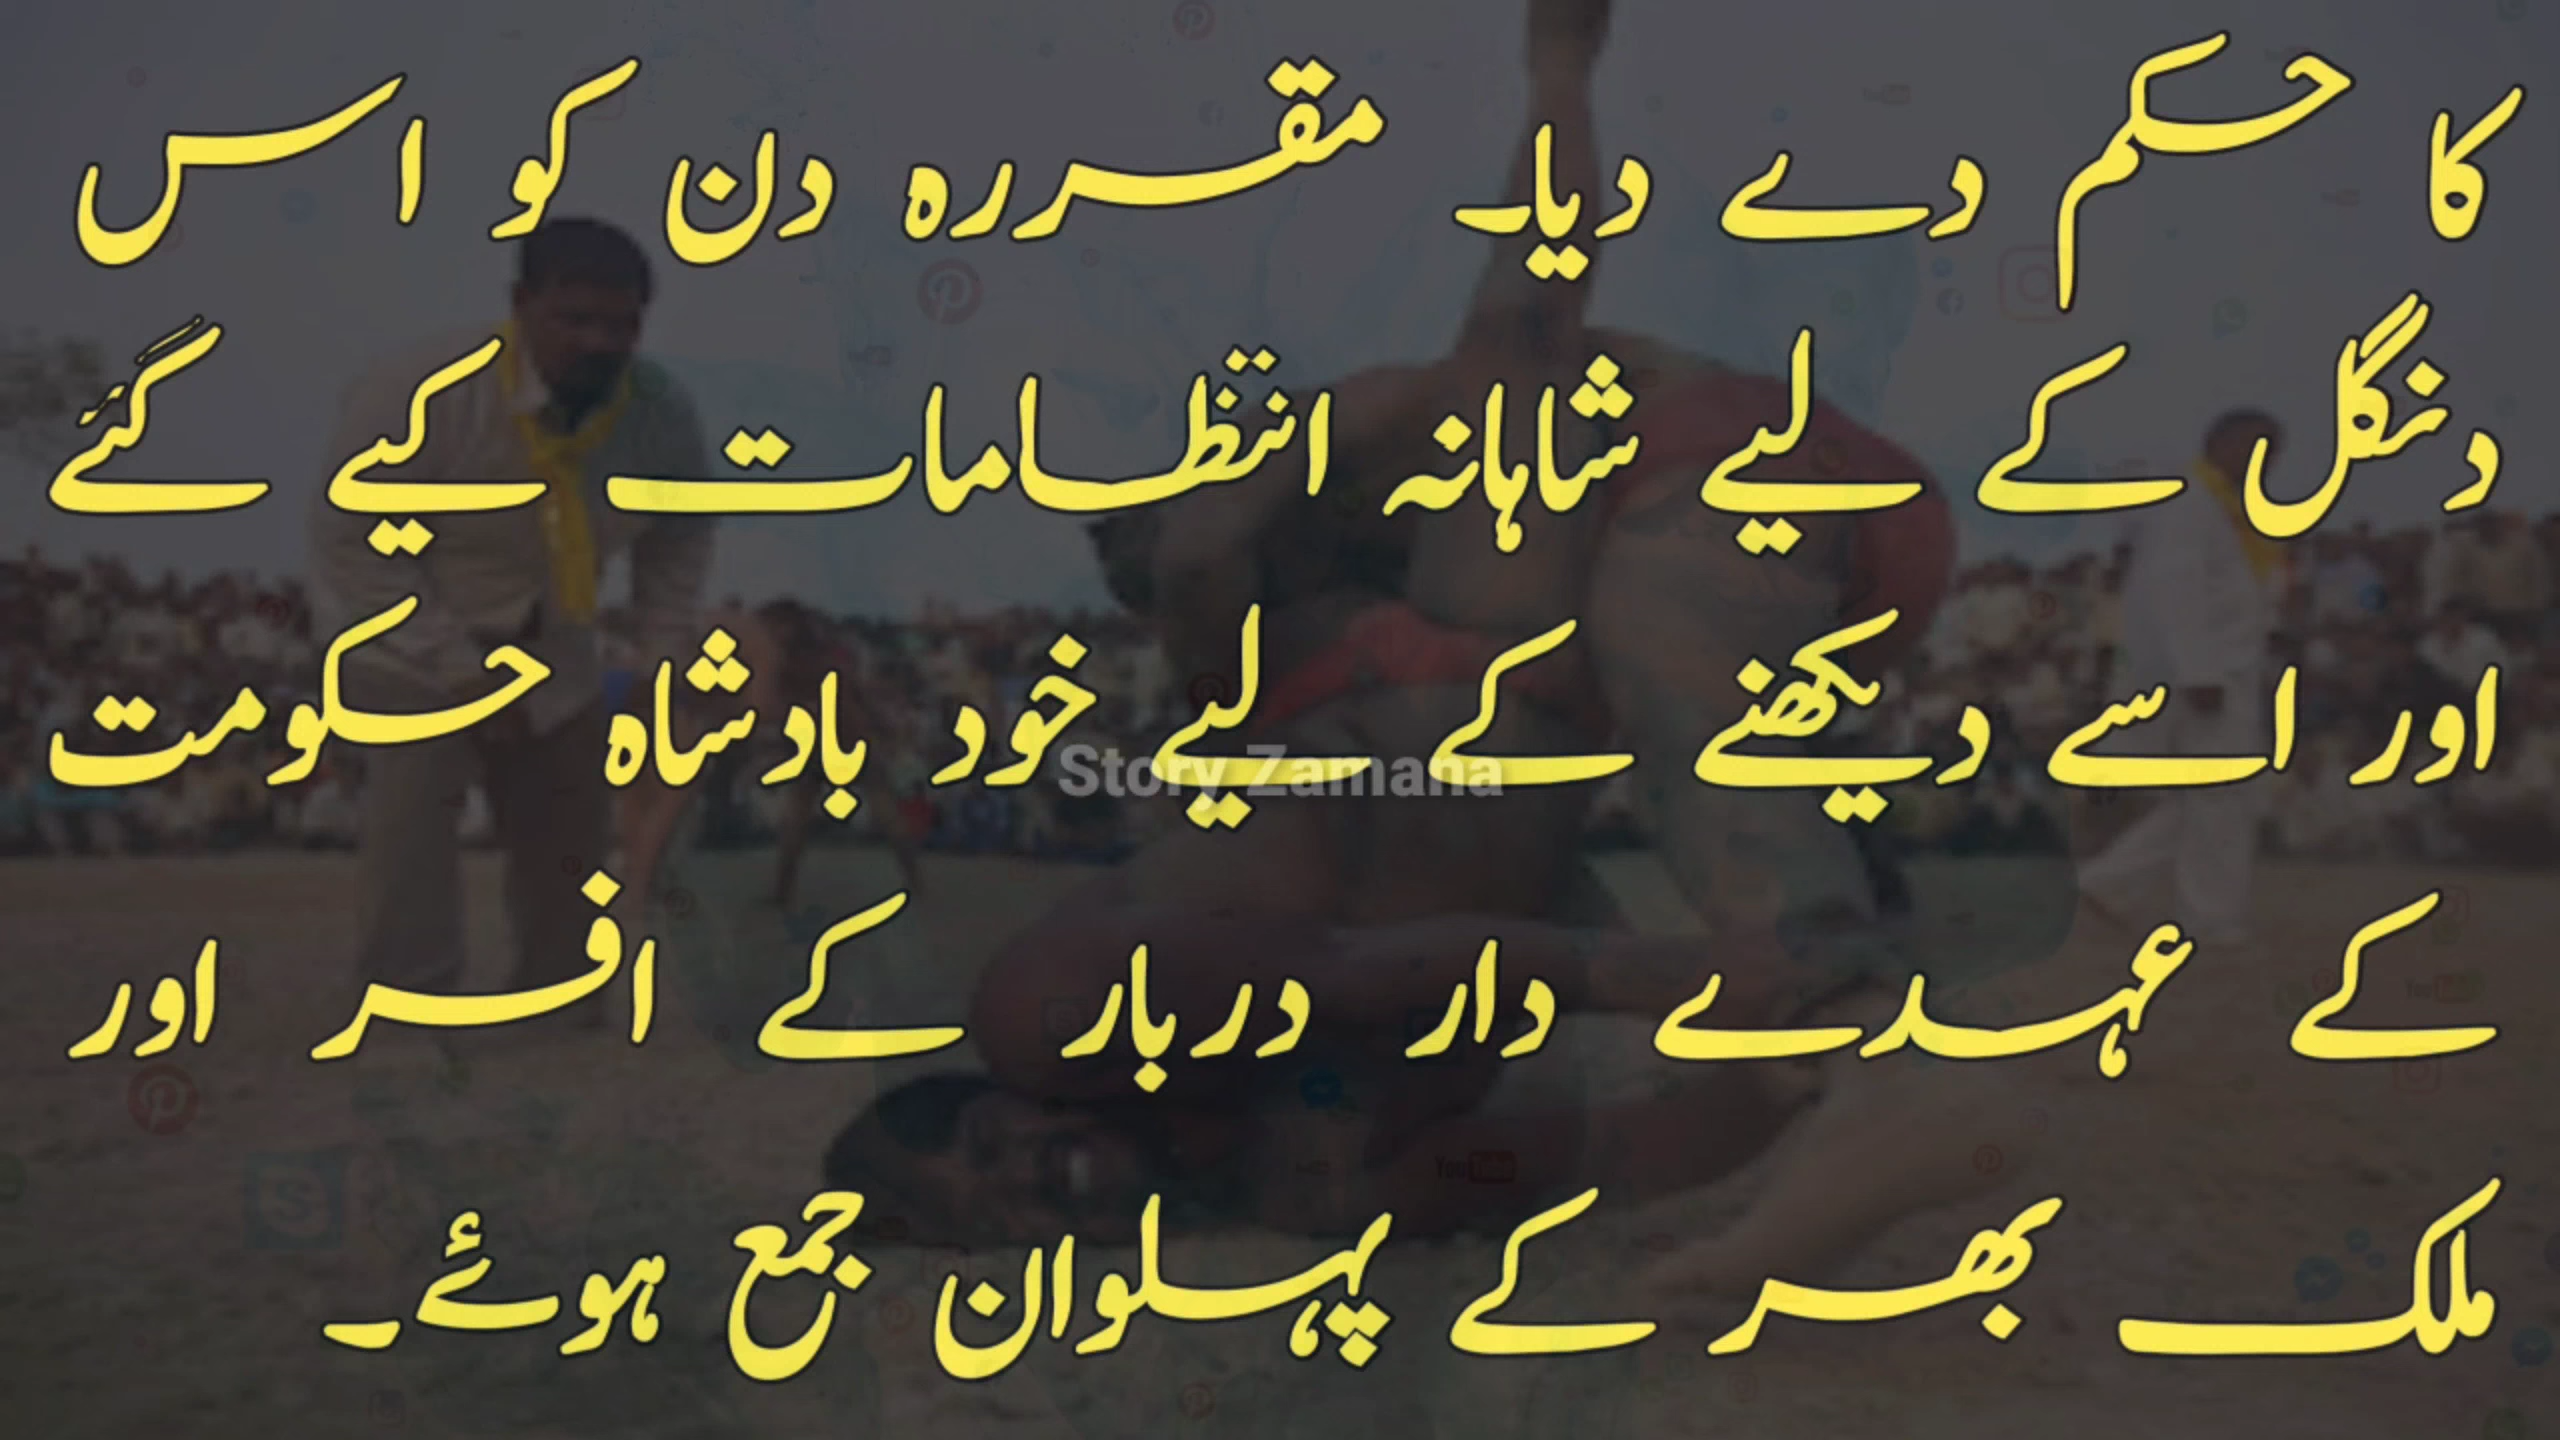 کا حکم دے دیا۔ مقررہ دن کو اس
دنگل کے لیے شاہانہ انتظامات کیے گئے
اور اسے دیکھنے کے لیے خود بادشاہ حکومت
Story Zamana
کے عہدے دار دربار کے افسر اور
ملک بھر کے پہلوان جمع ہوئے۔